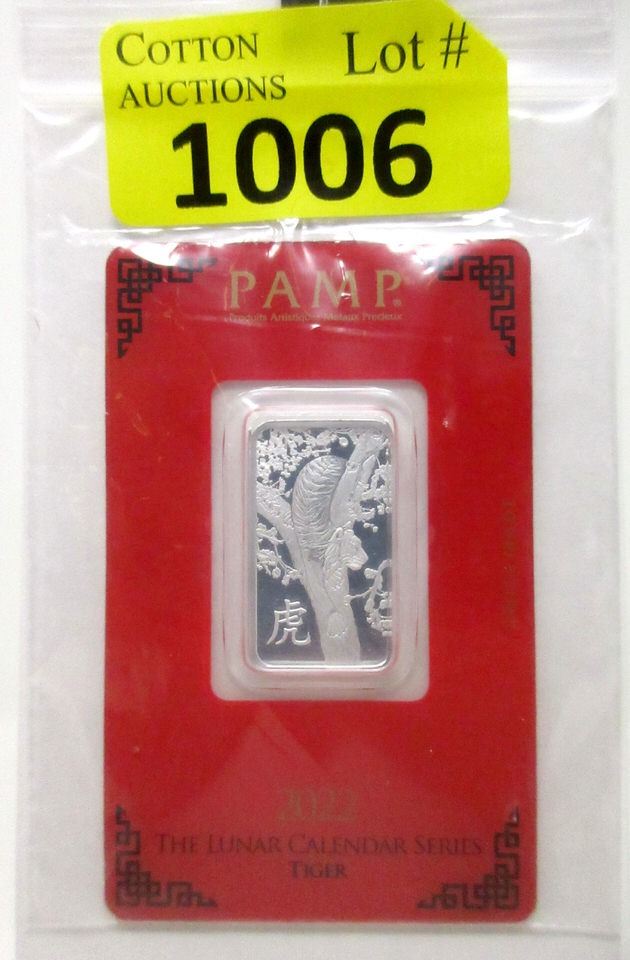 COTTON
AUCTIONS
Lot #
1006
PAMP®
Produits Artistiques Métaux Précieux
虎
2022
THE LUNAR CALENDAR SERIES
TIGER